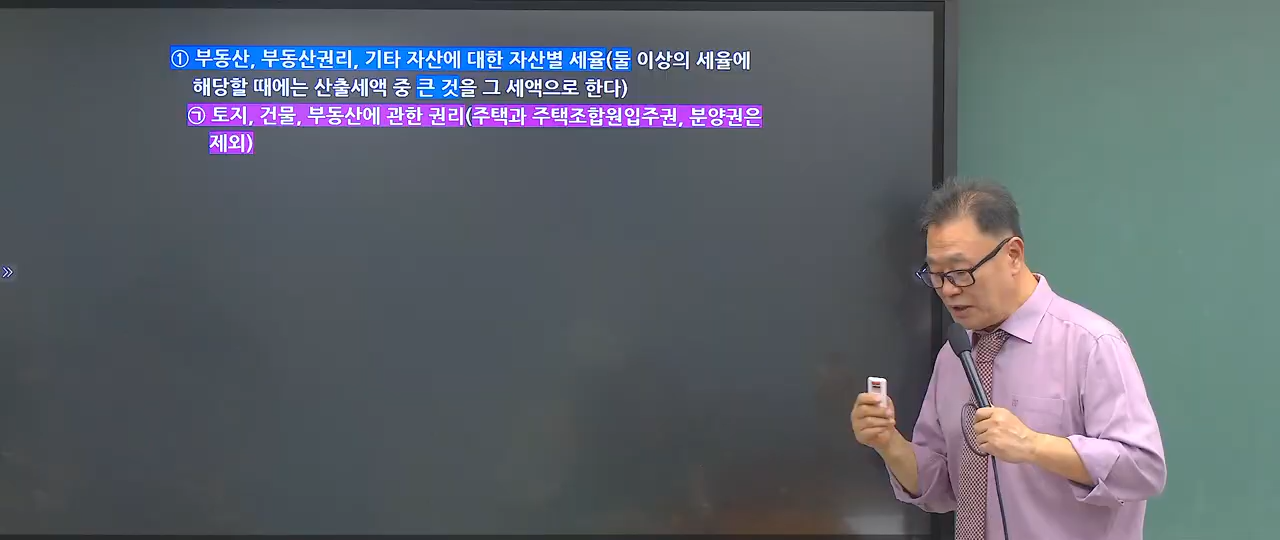 ① 부동산, 부동산권리, 기타 자산에 대한 자산별 세율(둘 이상의 세율에
해당할 때에는 산출세액 중 큰 것을 그 세액으로 한다)
㉠ 토지, 건물, 부동산에 관한 권리(주택과 주택조합원입주권, 분양권은
제외)